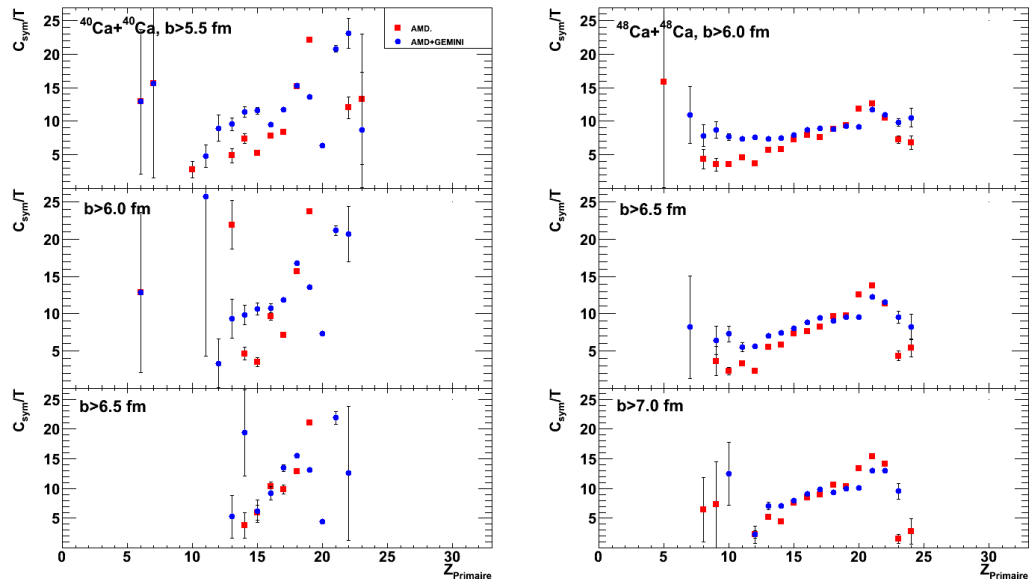 ⁴⁰Ca+⁴⁰Ca, b>5.5 fm
AMD.
AMD+GEMINI
C_sym/T
25
20
15
10
5
b>6.0 fm
C_sym/T
25
20
15
10
5
b>6.5 fm
C_sym/T
25
20
15
10
5
0 5 10 15 20 25 30
Z_Primaire
⁴⁸Ca+⁴⁸Ca, b>6.0 fm
C_sym/T
25
20
15
10
5
b>6.5 fm
C_sym/T
25
20
15
10
5
b>7.0 fm
C_sym/T
25
20
15
10
5
0 5 10 15 20 25 30
Z_Primaire